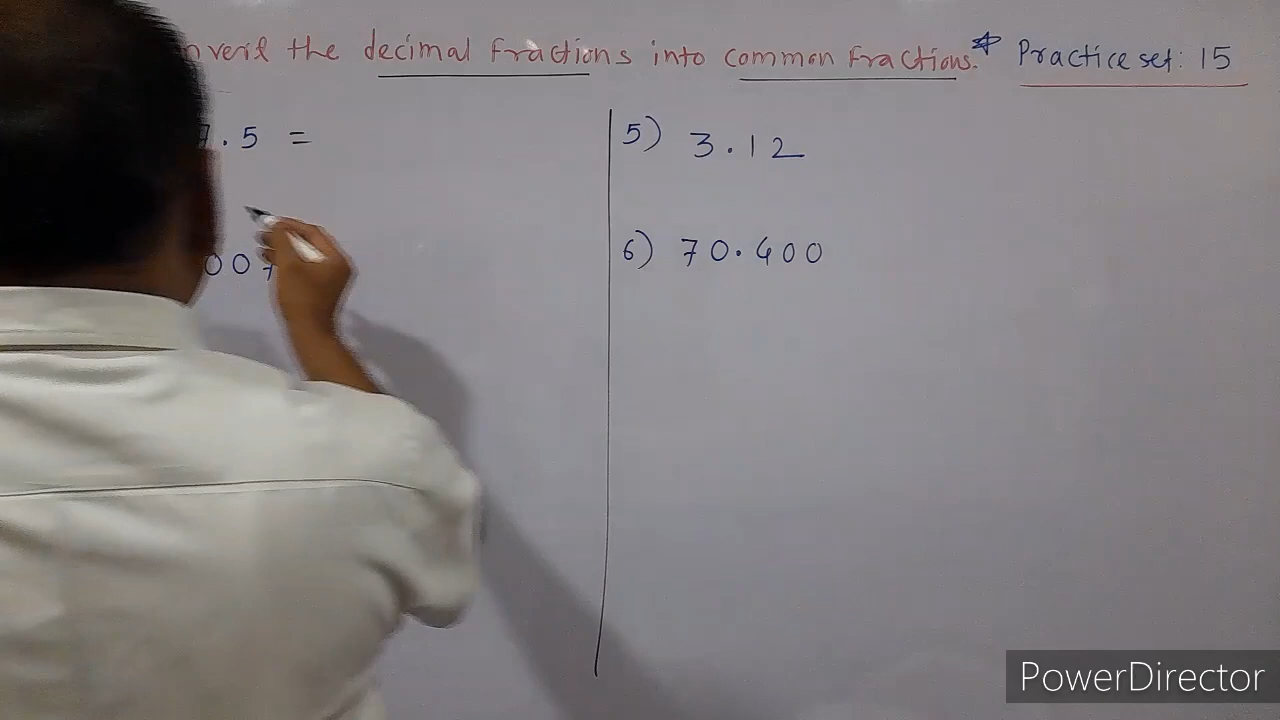 the decimal fractions into common fractions.* Practice set: 15
7.5 =
007
5) 3.12
6) 70.400
PowerDirector